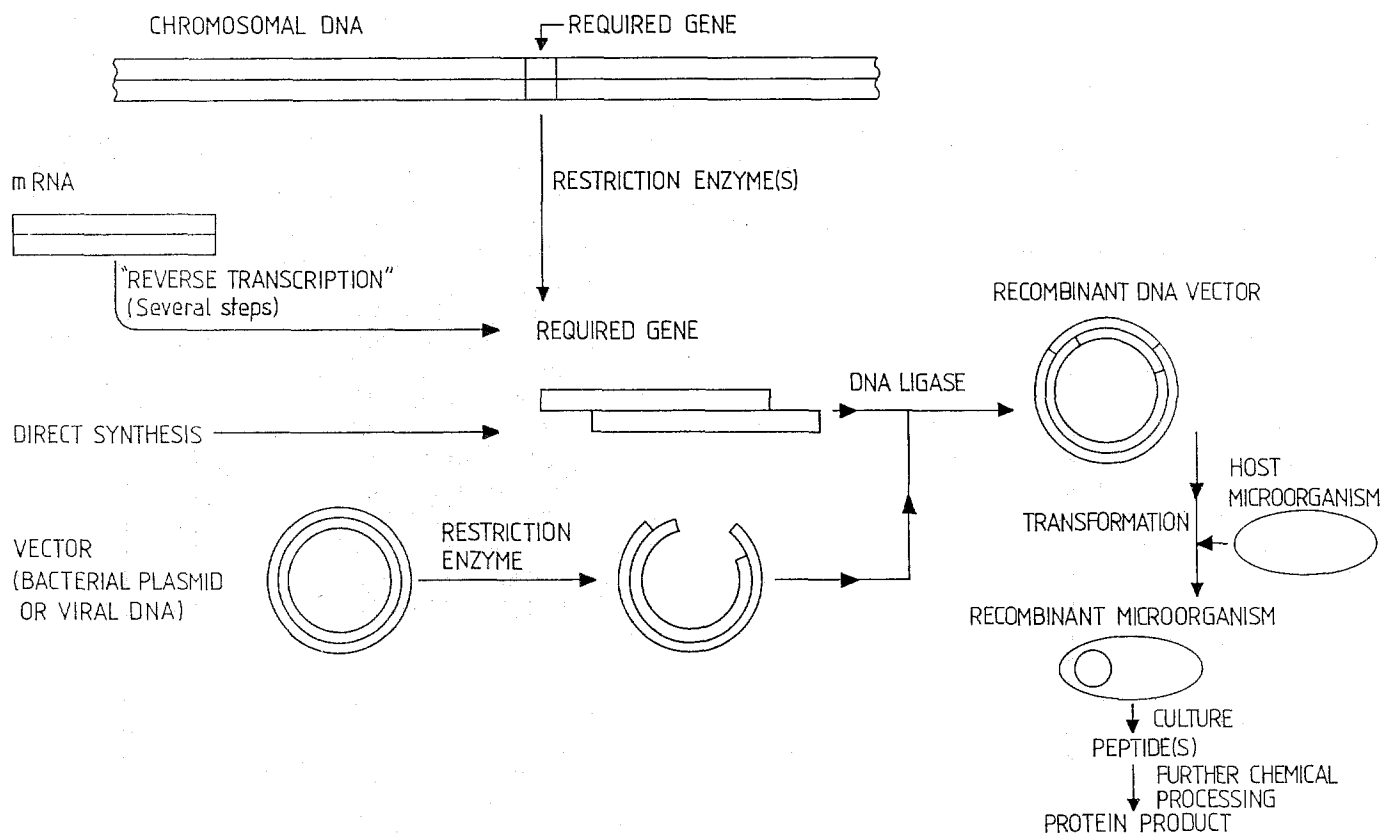 CHROMOSOMAL DNA
REQUIRED GENE
mRNA
RESTRICTION ENZYME(S)
"REVERSE TRANSCRIPTION"
(Several steps)
REQUIRED GENE
RECOMBINANT DNA VECTOR
DNA LIGASE
DIRECT SYNTHESIS
HOST
MICROORGANISM
TRANSFORMATION
VECTOR
(BACTERIAL PLASMID
OR VIRAL DNA)
RESTRICTION
ENZYME
RECOMBINANT MICROORGANISM
CULTURE
PEPTIDE(S)
FURTHER CHEMICAL
PROCESSING
PROTEIN PRODUCT